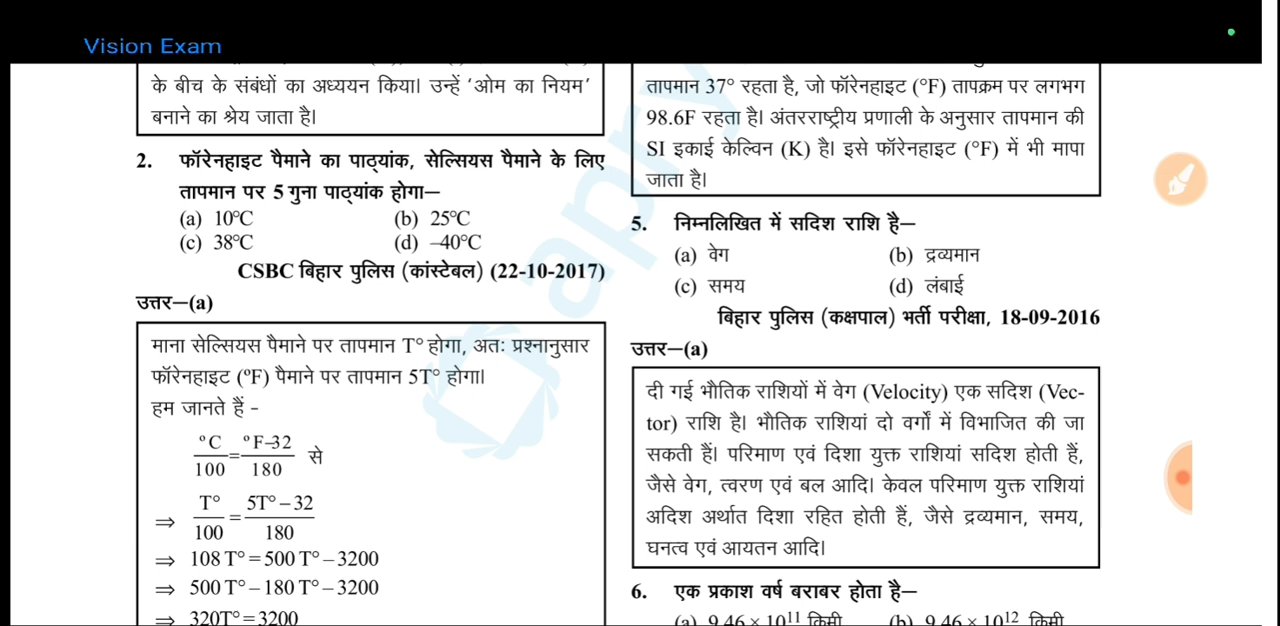 Vision Exam
के बीच के संबंधों का अध्ययन किया। उन्हें 'ओम का नियम'
बनाने का श्रेय जाता है।
2. फॉरेनहाइट पैमाने का पाठ्यांक, सेल्सियस पैमाने के लिए
तापमान पर 5 गुना पाठ्यांक होगा—
(a) 10°C (b) 25°C
(c) 38°C (d) –40°C
CSBC बिहार पुलिस (कांस्टेबल) (22-10-2017)
उत्तर—(a)
माना सेल्सियस पैमाने पर तापमान T° होगा, अतः प्रश्नानुसार
फॉरेनहाइट (°F) पैमाने पर तापमान 5T° होगा।
हम जानते हैं -
°C/100 = °F–32/180 से
⇒ T°/100 = 5T° – 32/180
⇒ 108 T° = 500 T° – 3200
⇒ 500 T° – 180 T° – 3200
⇒ 320T° = 3200
तापमान 37° रहता है, जो फॉरेनहाइट (°F) तापक्रम पर लगभग
98.6F रहता है। अंतरराष्ट्रीय प्रणाली के अनुसार तापमान की
SI इकाई केल्विन (K) है। इसे फॉरेनहाइट (°F) में भी मापा
जाता है।
5. निम्नलिखित में सदिश राशि है—
(a) वेग (b) द्रव्यमान
(c) समय (d) लंबाई
बिहार पुलिस (कक्षपाल) भर्ती परीक्षा, 18-09-2016
उत्तर—(a)
दी गई भौतिक राशियों में वेग (Velocity) एक सदिश (Vec-
tor) राशि है। भौतिक राशियां दो वर्गों में विभाजित की जा
सकती हैं। परिमाण एवं दिशा युक्त राशियां सदिश होती हैं,
जैसे वेग, त्वरण एवं बल आदि। केवल परिमाण युक्त राशियां
अदिश अर्थात दिशा रहित होती हैं, जैसे द्रव्यमान, समय,
घनत्व एवं आयतन आदि।
6. एक प्रकाश वर्ष बराबर होता है—
(a) 9.46 × 10¹¹ किमी (b) 9.46 × 10¹² किमी